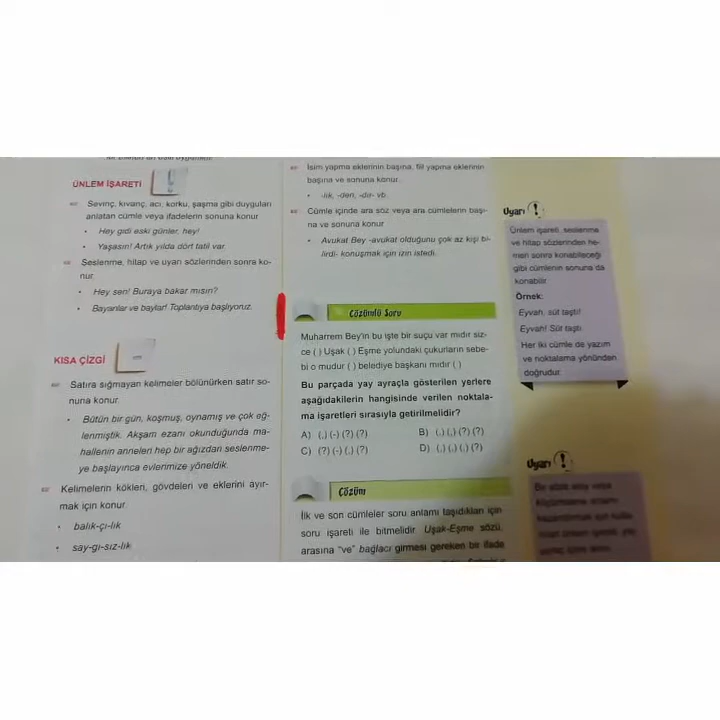 ÜNLEM İŞARETİ
Sevinç, kıvanç, acı, korku, şaşma gibi duyguları
anlatan cümle veya ifadelerin sonuna konur
• Hey gidi eski günler, hey!
• Yaşasın! Artık yılda dört tatil var.
Seslenme, hitap ve uyarı sözlerinden sonra ko-
nur.
• Hey sen! Buraya bakar mısın?
• Bayanlar ve baylar! Toplantıya başlıyoruz.
KISA ÇİZGİ
Satıra sığmayan kelimeler bölünürken satır so-
nuna konur.
• Bütün bir gün, koşmuş, oynamış ve çok eğ-
lenmiştik. Akşam ezanı okunduğunda ma-
hallenin anneleri hep bir ağızdan seslenme-
ye başlayınca evlerimize yöneldik.
Kelimelerin kökleri, gövdeleri ve eklerini ayır-
mak için konur.
• balık-çı-lık
• say-gı-sız-lık
İsim yapma eklerinin başına, fiil yapma eklerinin
başına ve sonuna konur.
• -lık, -den, -dır- vb.
Cümle içinde ara söz veya ara cümlelerin başı-
na ve sonuna konur
• Avukat Bey -avukat olduğunu çok az kişi bi-
lirdi- konuşmak için izin istedi.
Çözümlü Soru
Muharrem Bey'in bu işte bir suçu var mıdır siz-
ce ( ) Uşak ( ) Eşme yolundaki çukurların sebe-
bi o mudur ( ) belediye başkanı mıdır ( )
Bu parçada yay ayraçla gösterilen yerlere
aşağıdakilerin hangisinde verilen noktala-
ma işaretleri sırasıyla getirilmelidir?
A) (.) (-) (?) (?) B) (.) (.) (?) (?)
C) (?) (-) (,) (?) D) (.) (,) (,) (?)
Çözüm
İlk ve son cümleler soru anlamı taşıdıkları için
soru işareti ile bitmelidir. Uşak-Eşme sözü,
arasına "ve" bağlacı girmesi gereken bir ifade
Uyarı
Ünlem işareti, seslenme
ve hitap sözlerinden he-
men sonra konabileceği
gibi cümlenin sonuna da
konabilir.
Örnek:
Eyvah, süt taştı!
Eyvah! Süt taştı.
Her iki cümle de yazım
ve noktalama yönünden
doğrudur.
Uyarı